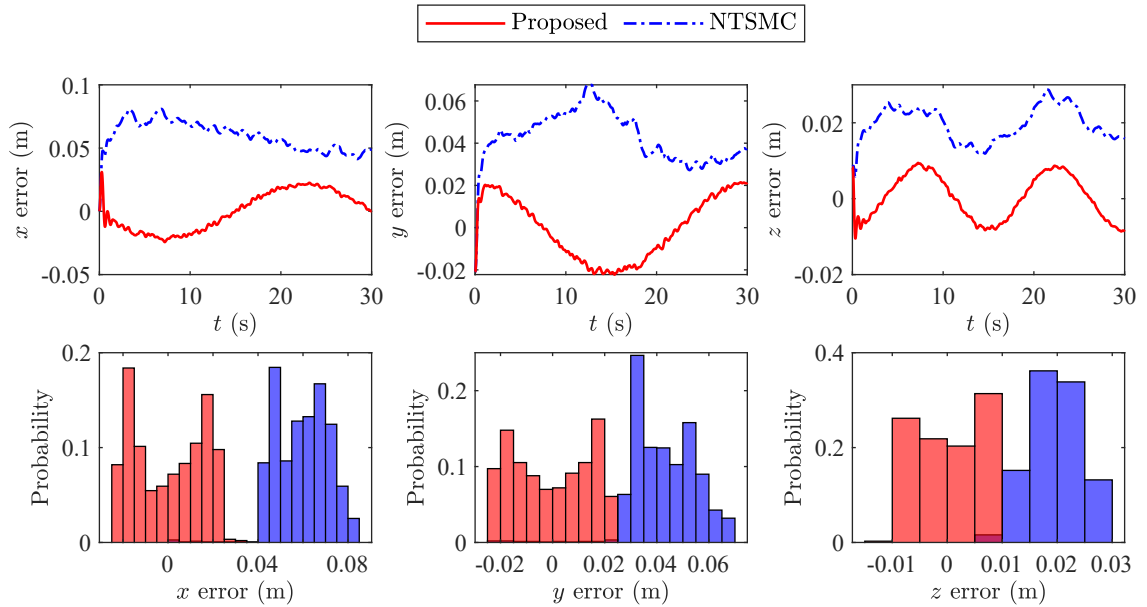 Proposed NTSMC
x error (m)
0.1
0.05
0
-0.05
0 10 20 30
t (s)
y error (m)
0.06
0.04
0.02
0
-0.02
0 10 20 30
t (s)
z error (m)
0.02
0
-0.02
0 10 20 30
t (s)
Probability
0.2
0.1
0
0 0.04 0.08
x error (m)
Probability
0.2
0.1
0
-0.02 0 0.02 0.04 0.06
y error (m)
Probability
0.4
0.2
0
-0.01 0 0.01 0.02 0.03
z error (m)